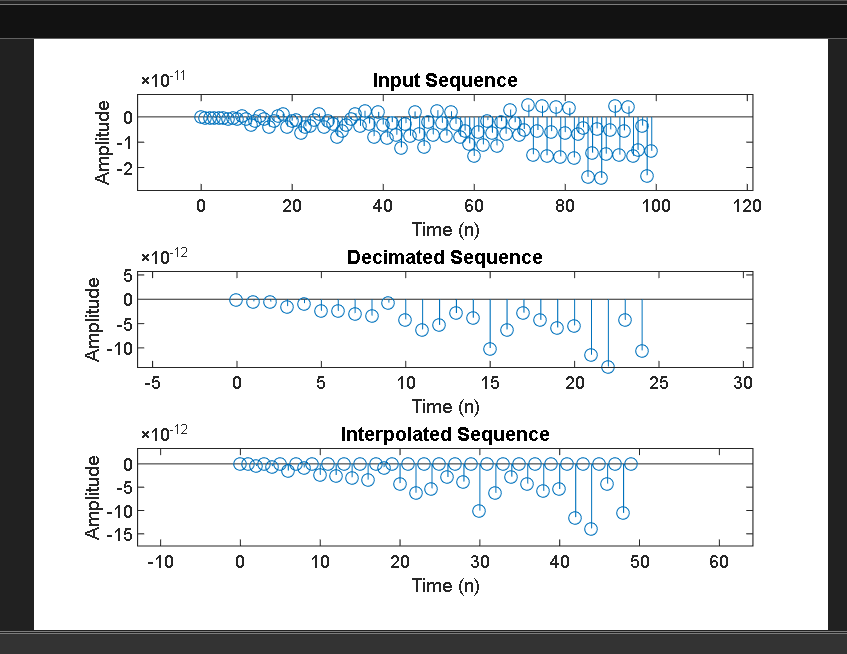 ×10⁻¹¹
Input Sequence
0
-1
-2
Amplitude
0 20 40 60 80 100 120
Time (n)
×10⁻¹²
Decimated Sequence
5
0
-5
-10
Amplitude
-5 0 5 10 15 20 25 30
Time (n)
×10⁻¹²
Interpolated Sequence
0
-5
-10
-15
Amplitude
-10 0 10 20 30 40 50 60
Time (n)